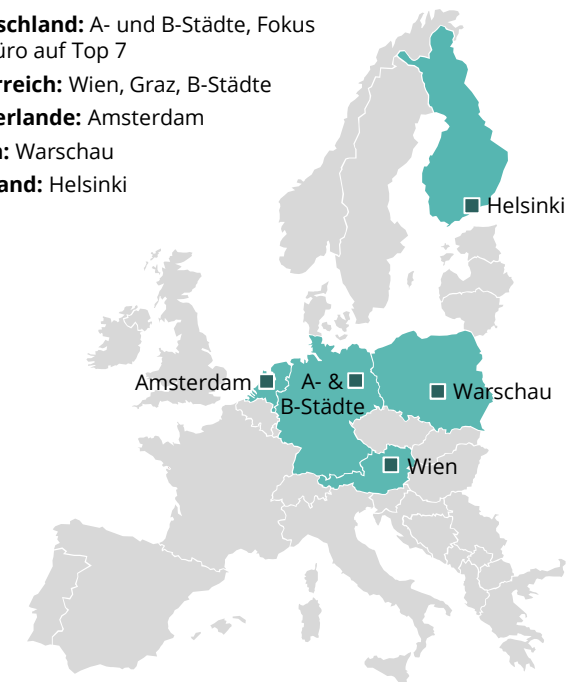 schland: A- und B-Städte, Fokus
üro auf Top 7
rreich: Wien, Graz, B-Städte
erlande: Amsterdam
: Warschau
and: Helsinki
Helsinki
Amsterdam
A- &
B-Städte
Warschau
Wien